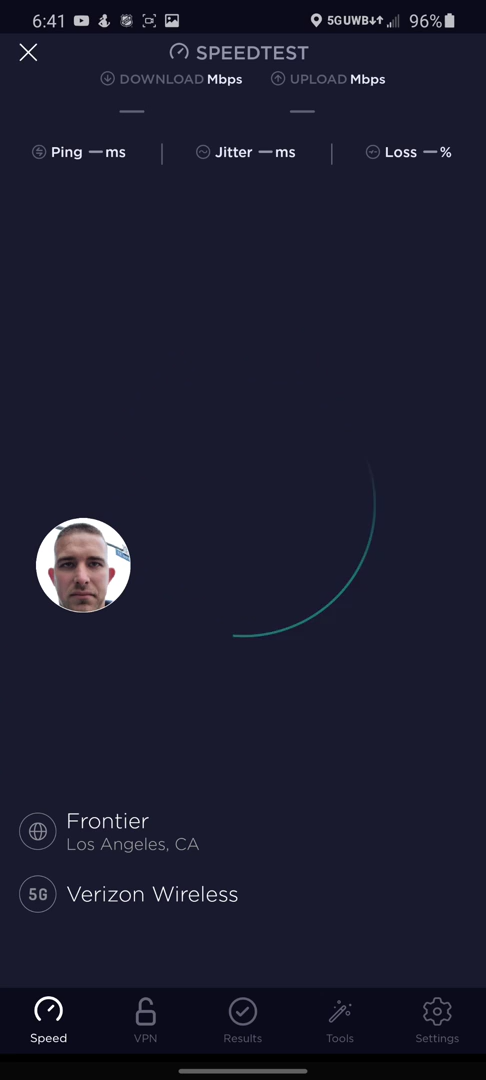 6:41 5GUWB 96%
SPEEDTEST
DOWNLOAD Mbps UPLOAD Mbps
— —
Ping — ms | Jitter — ms | Loss — %
Frontier
Los Angeles, CA
5G Verizon Wireless
Speed VPN Results Tools Settings